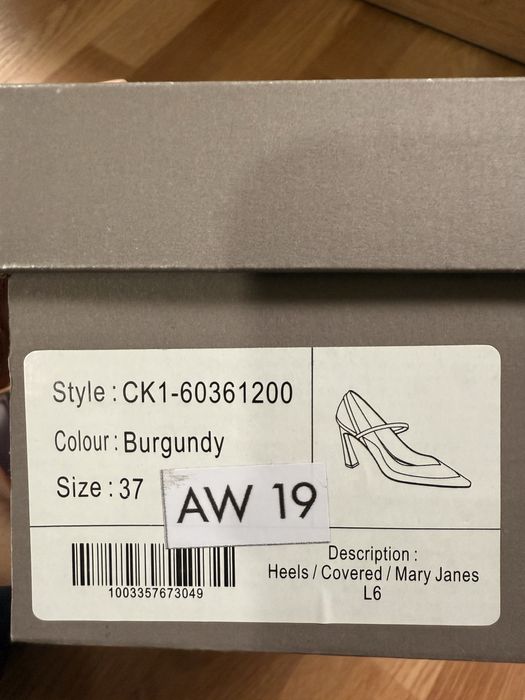 Style : CK1-60361200
Colour : Burgundy
Size : 37
AW 19
1003357673049
Description :
Heels / Covered / Mary Janes
L6